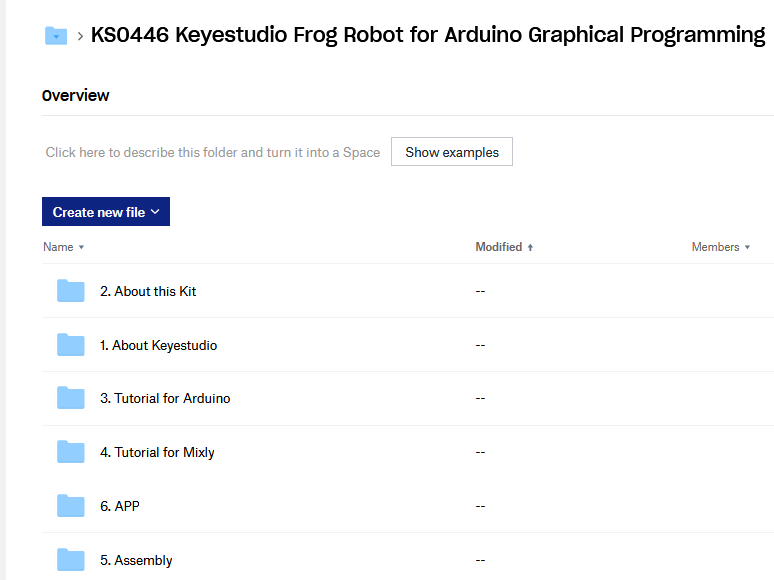 KS0446 Keyestudio Frog Robot for Arduino Graphical Programming
Overview
Click here to describe this folder and turn it into a Space Show examples
Create new file
Name Modified Members
2. About this Kit --
1. About Keyestudio --
3. Tutorial for Arduino --
4. Tutorial for Mixly --
6. APP --
5. Assembly --